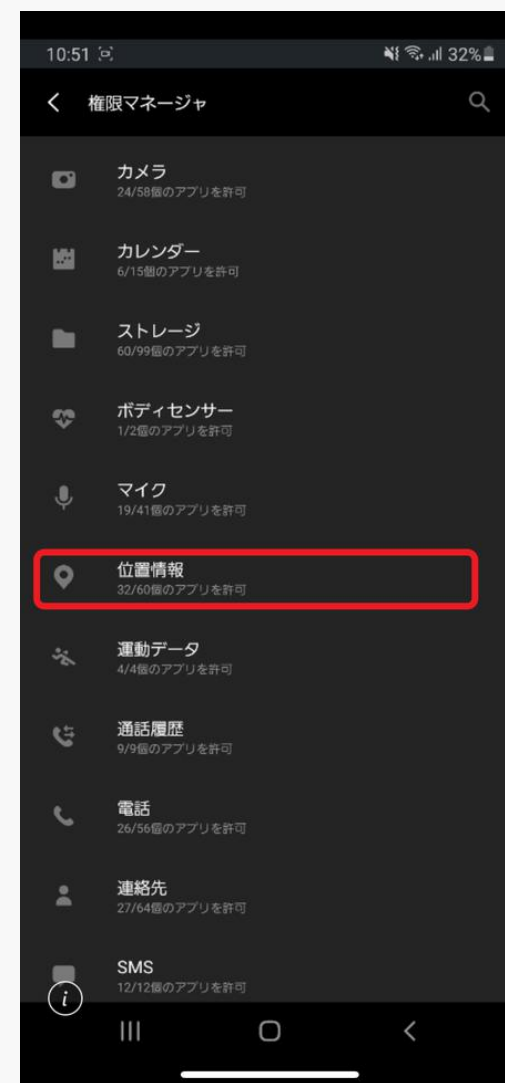 10:51
32%
権限マネージャ
カメラ
24/58個のアプリを許可
カレンダー
6/15個のアプリを許可
ストレージ
60/99個のアプリを許可
ボディセンサー
1/2個のアプリを許可
マイク
19/41個のアプリを許可
位置情報
32/60個のアプリを許可
運動データ
4/4個のアプリを許可
通話履歴
9/9個のアプリを許可
電話
26/56個のアプリを許可
連絡先
27/64個のアプリを許可
SMS
12/12個のアプリを許可
i